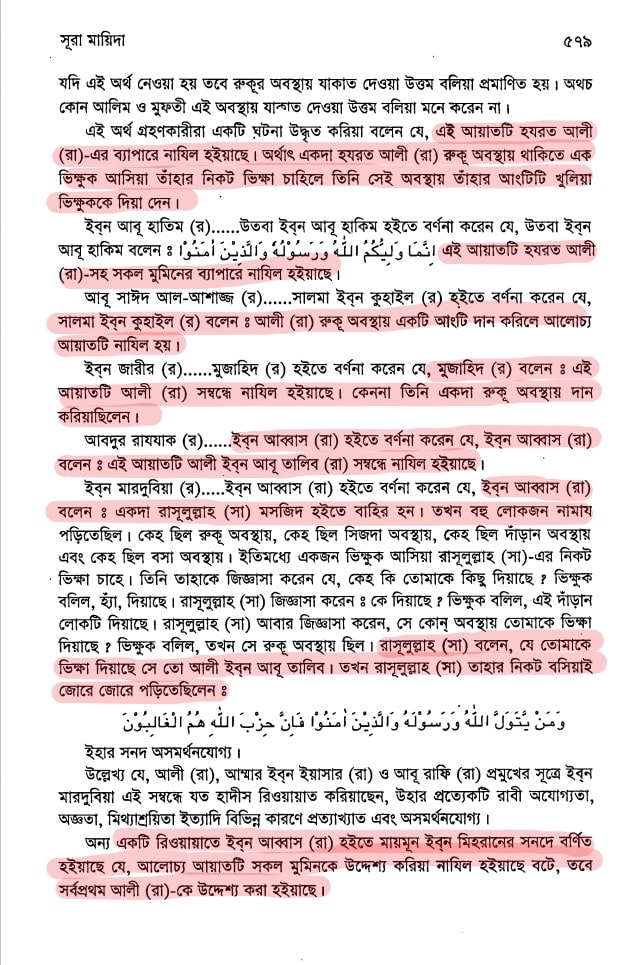 সূরা মায়িদা ৫৭৯
যদি এই অর্থ নেওয়া হয় তবে রুকূর অবস্থায় যাকাত দেওয়া উত্তম বলিয়া প্রমাণিত হয়। অথচ
কোন আলিম ও মুফতী এই অবস্থায় যাকাত দেওয়া উত্তম বলিয়া মনে করেন না।
এই অর্থ গ্রহণকারীরা একটি ঘটনা উদ্ধৃত করিয়া বলেন যে, এই আয়াতটি হযরত আলী
(রা)-এর ব্যাপারে নাযিল হইয়াছে। অর্থাৎ একদা হযরত আলী (রা) রুকূ অবস্থায় থাকিতে এক
ভিক্ষুক আসিয়া তাঁহার নিকট ভিক্ষা চাহিলে তিনি সেই অবস্থায় তাঁহার আংটিটি খুলিয়া
ভিক্ষুককে দিয়া দেন।
ইব্‌ন আবূ হাতিম (র)......উতবা ইব্‌ন আবূ হাকিম হইতে বর্ণনা করেন যে, উতবা ইব্‌ন
আবূ হাকিম বলেন ঃ اِنَّمَا وَلِيُّكُمُ اللّٰهُ وَرَسُوْلُهُ وَالَّذِيْنَ اٰمَنُوْا এই আয়াতটি হযরত আলী
(রা)-সহ সকল মুমিনের ব্যাপারে নাযিল হইয়াছে।
আবূ সাঈদ আল-আশাজ্জ (র)......সালমা ইব্‌ন কুহাইল (র) হইতে বর্ণনা করেন যে,
সালমা ইব্‌ন কুহাইল (র) বলেন ঃ আলী (রা) রুকূ অবস্থায় একটি আংটি দান করিলে আলোচ্য
আয়াতটি নাযিল হয়।
ইব্‌ন জারীর (র)......মুজাহিদ (র) হইতে বর্ণনা করেন যে, মুজাহিদ (র) বলেন ঃ এই
আয়াতটি আলী (রা) সম্বন্ধে নাযিল হইয়াছে। কেননা তিনি একদা রুকূ অবস্থায় দান
করিয়াছিলেন।
আবদুর রাযযাক (র)......ইব্‌ন আব্বাস (রা) হইতে বর্ণনা করেন যে, ইব্‌ন আব্বাস (রা)
বলেন ঃ এই আয়াতটি আলী ইব্‌ন আবূ তালিব (রা) সম্বন্ধে নাযিল হইয়াছে।
ইব্‌ন মারদুবিয়া (র).....ইব্‌ন আব্বাস (রা) হইতে বর্ণনা করেন যে, ইব্‌ন আব্বাস (রা)
বলেন ঃ একদা রাসূলুল্লাহ (সা) মসজিদ হইতে বাহির হন। তখন বহু লোকজন নামায
পড়িতেছিল। কেহ ছিল রুকূ অবস্থায়, কেহ ছিল সিজদা অবস্থায়, কেহ ছিল দাঁড়ান অবস্থায়
এবং কেহ ছিল বসা অবস্থায়। ইতিমধ্যে একজন ভিক্ষুক আসিয়া রাসূলুল্লাহ (সা)-এর নিকট
ভিক্ষা চাহে। তিনি তাহাকে জিজ্ঞাসা করেন যে, কেহ কি তোমাকে কিছু দিয়াছে ? ভিক্ষুক
বলিল, হ্যাঁ, দিয়াছে। রাসূলুল্লাহ (সা) জিজ্ঞাসা করেন ঃ কে দিয়াছে ? ভিক্ষুক বলিল, এই দাঁড়ান
লোকটি দিয়াছে। রাসূলুল্লাহ (সা) আবার জিজ্ঞাসা করেন, সে কোন্ অবস্থায় তোমাকে ভিক্ষা
দিয়াছে ? ভিক্ষুক বলিল, তখন সে রুকূ অবস্থায় ছিল। রাসূলুল্লাহ (সা) বলেন, যে তোমাকে
ভিক্ষা দিয়াছে সে তো আলী ইব্‌ন আবূ তালিব। তখন রাসূলুল্লাহ (সা) তাহার নিকট বসিয়াই
জোরে জোরে পড়িতেছিলেন ঃ
وَمَنْ يَّتَوَلَّ اللّٰهَ وَرَسُوْلَهُ وَالَّذِيْنَ اٰمَنُوْا فَاِنَّ حِزْبَ اللّٰهِ هُمُ الْغَالِبُوْنَ
ইহার সনদ অসমর্থনযোগ্য।
উল্লেখ্য যে, আলী (রা), আম্মার ইব্‌ন ইয়াসার (রা) ও আবূ রাফি (রা) প্রমুখের সূত্রে ইব্‌ন
মারদুবিয়া এই সম্বন্ধে যত হাদীস রিওয়ায়াত করিয়াছেন, উহার প্রত্যেকটি রাবী অযোগ্যতা,
অজ্ঞতা, মিথ্যাশ্রয়িতা ইত্যাদি বিভিন্ন কারণে প্রত্যাখ্যাত এবং অসমর্থনযোগ্য।
অন্য একটি রিওয়ায়াতে ইব্‌ন আব্বাস (রা) হইতে মায়মূন ইব্‌ন মিহরানের সনদে বর্ণিত
হইয়াছে যে, আলোচ্য আয়াতটি সকল মুমিনকে উদ্দেশ্য করিয়া নাযিল হইয়াছে বটে, তবে
সর্বপ্রথম আলী (রা)-কে উদ্দেশ্য করা হইয়াছে।